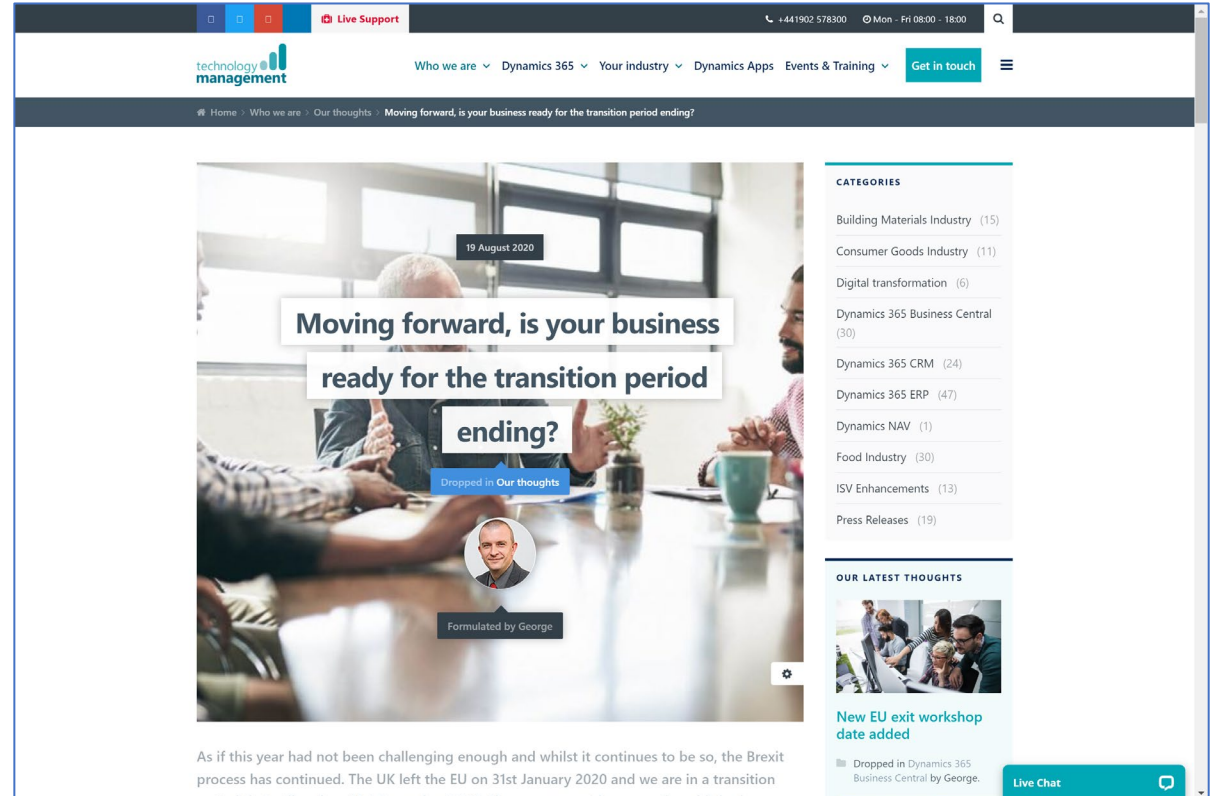 Live Support
+441902 578300 Mon - Fri 08:00 - 18:00
technology
management
Who we are Dynamics 365 Your industry Dynamics Apps Events & Training Get in touch
Home > Who we are > Our thoughts > Moving forward, is your business ready for the transition period ending?
19 August 2020
Moving forward, is your business
ready for the transition period
ending?
Dropped in Our thoughts
Formulated by George
As if this year had not been challenging enough and whilst it continues to be so, the Brexit
process has continued. The UK left the EU on 31st January 2020 and we are in a transition
CATEGORIES
Building Materials Industry (15)
Consumer Goods Industry (11)
Digital transformation (6)
Dynamics 365 Business Central
(30)
Dynamics 365 CRM (24)
Dynamics 365 ERP (47)
Dynamics NAV (1)
Food Industry (30)
ISV Enhancements (13)
Press Releases (19)
OUR LATEST THOUGHTS
New EU exit workshop
date added
Dropped in Dynamics 365
Business Central by George.
Live Chat